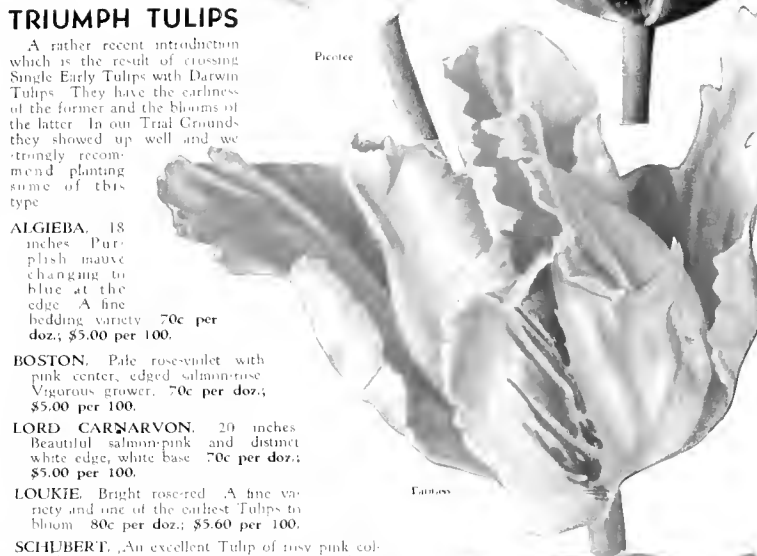 TRIUMPH TULIPS
A rather recent introduction
which is the result of crossing
Single Early Tulips with Darwin
Tulips They have the earliness
of the former and the blooms of
the latter In our Trial Grounds
they showed up well and we
strongly recom-
mend planting
some of this
type
ALGIEBA. 18
inches Pur-
plish mauve
changing to
blue at the
edge A fine
bedding variety 70c per
doz.; $5.00 per 100.
BOSTON. Pale rose-violet with
pink center, edged salmon-rose
Vigorous grower. 70c per doz.;
$5.00 per 100.
LORD CARNARVON. 20 inches
Beautiful salmon-pink and distinct
white edge, white base 70c per doz.;
$5.00 per 100.
LOUKIE. Bright rose-red A fine va-
riety and one of the earliest Tulips to
bloom 80c per doz.; $5.60 per 100.
SCHUBERT. An excellent Tulip of rosy pink col-
Picotee
Fantasy